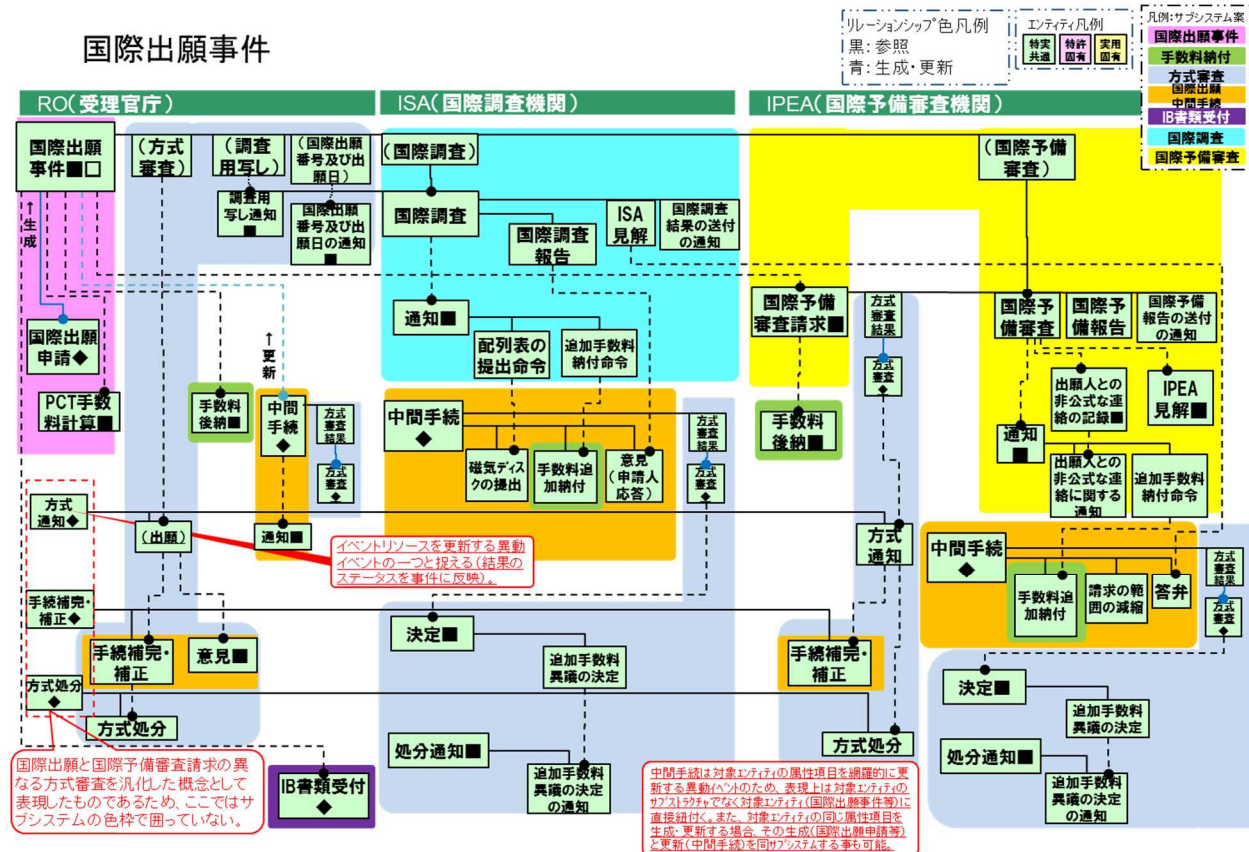 国際出願事件
リレーションシップ色凡例
黒: 参照
青: 生成・更新
エンティティ凡例
特実
共通
特許
固有
実用
固有
凡例:サブシステム案
国際出願事件
手数料納付
方式審査
国際出願
中間手続
IB書類受付
国際調査
国際予備審査
RO(受理官庁)
ISA(国際調査機関)
IPEA(国際予備審査機関)
国際出願
事件■□
(方式
審査)
(調査
用写し)
(国際出願
番号及び出
願日)
調査用
写し通知
■
国際出願
番号及び出
願日の通知
■
↑生成
国際出願
申請◆
PCT手数
料計算■
手数料
後納■
↑更新
中間
手続
◆
方式
審査
結果
方式
審査
◆
通知■
方式
通知◆
(出願)
手続補完・
補正◆
手続補完・
補正
意見■
方式処分
◆
方式処分
IB書類受付
◆
(国際調査)
国際調査
国際調査
報告
ISA
見解
国際調査
結果の送付
の通知
通知■
配列表の
提出命令
追加手数料
納付命令
中間手続
◆
磁気ディス
クの提出
手数料追
加納付
意見
(申請人
応答)
方式
審査
結果
方式
審査
◆
決定■
追加手数料
異議の決定
処分通知■
追加手数料
異議の決定
の通知
(国際予備
審査)
国際予備
審査請求■
手数料
後納■
方式
審査
結果
方式
審査
◆
国際予備
審査
国際予備
報告
国際予備
報告の送付
の通知
出願人との
非公式な連
絡の記録■
IPEA
見解■
通知
■
出願人との
非公式な連
絡に関する
通知
追加手数料
納付命令
方式
通知
手続補完・
補正
方式処分
中間手続
◆
手数料追
加納付
請求の範
囲の減縮
答弁
方式
審査
結果
方式
審査
◆
決定■
追加手数料
異議の決定
処分通知■
追加手数料
異議の決定
の通知
イベントリソースを更新する異動
イベントの一つと捉える(結果の
ステータスを事件に反映)。
国際出願と国際予備審査請求の異
なる方式審査を汎化した概念として
表現したものであるため、ここではサ
ブシステムの色枠で囲っていない。
中間手続は対象エンティティの属性項目を網羅的に更
新する異動イベントのため、表現上は対象エンティティの
サブストラクチャでなく対象エンティティ(国際出願事件等)に
直接紐付く。また、対象エンティティの同じ属性項目を
生成・更新する場合、その生成(国際出願申請等)
と更新(中間手続)を同サブシステムする事も可能。